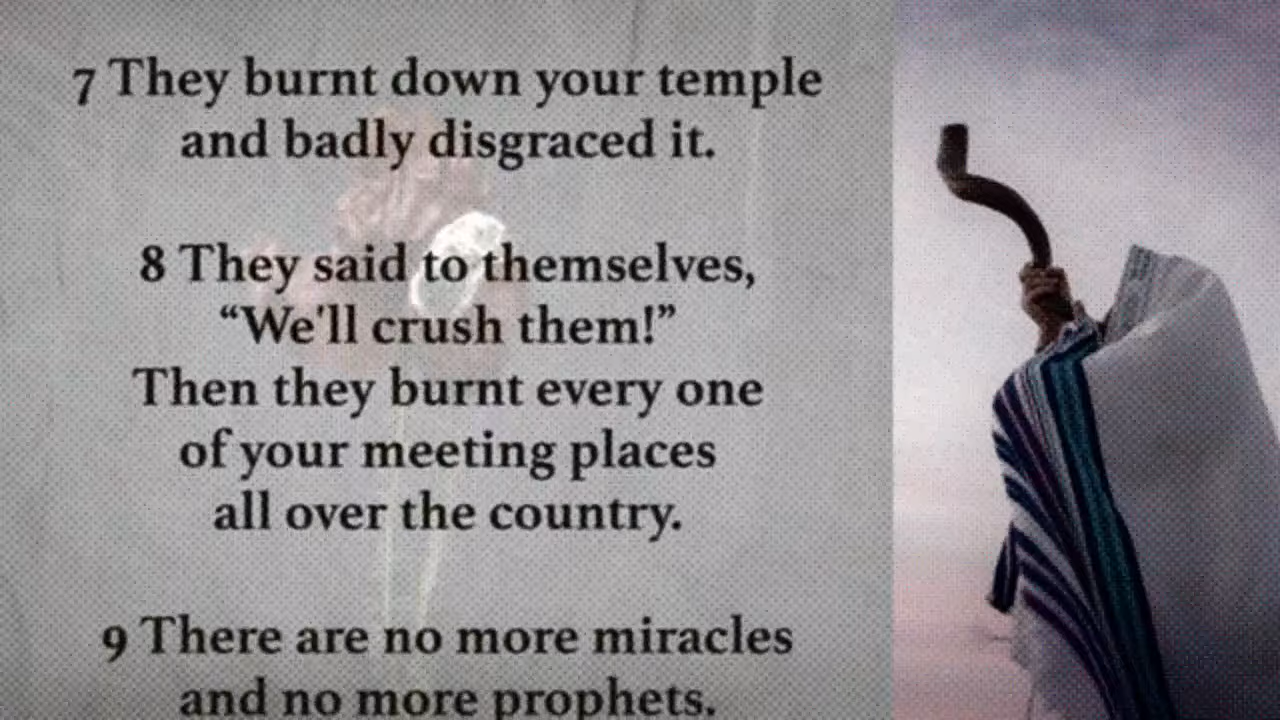 7 They burnt down your temple
and badly disgraced it.
8 They said to themselves,
“We'll crush them!”
Then they burnt every one
of your meeting places
all over the country.
9 There are no more miracles
and no more prophets.